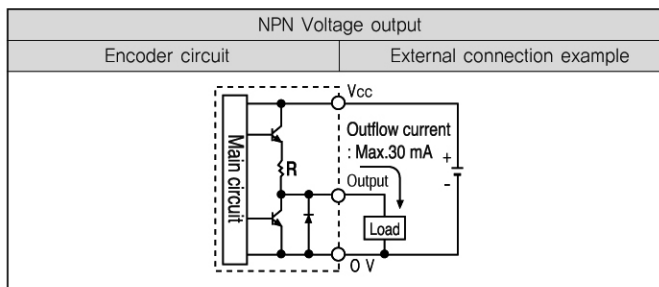 NPN Voltage output
Encoder circuit
External connection example
Vcc
Outflow current
: Max.30 mA
+
-
Main circuit
R
Output
Load
0 V